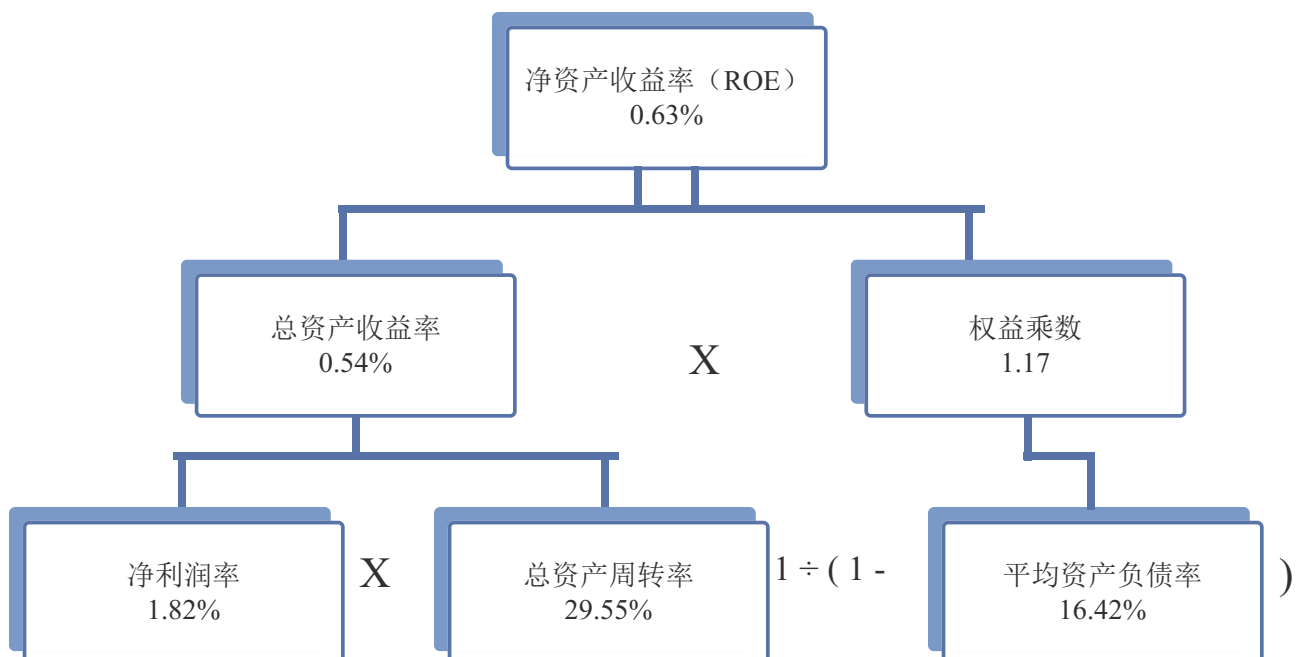 净资产收益率（ROE）
0.63%
总资产收益率
0.54%
X
权益乘数
1.17
净利润率
1.82%
X
总资产周转率
29.55%
1 ÷ ( 1 -
平均资产负债率
16.42%
)